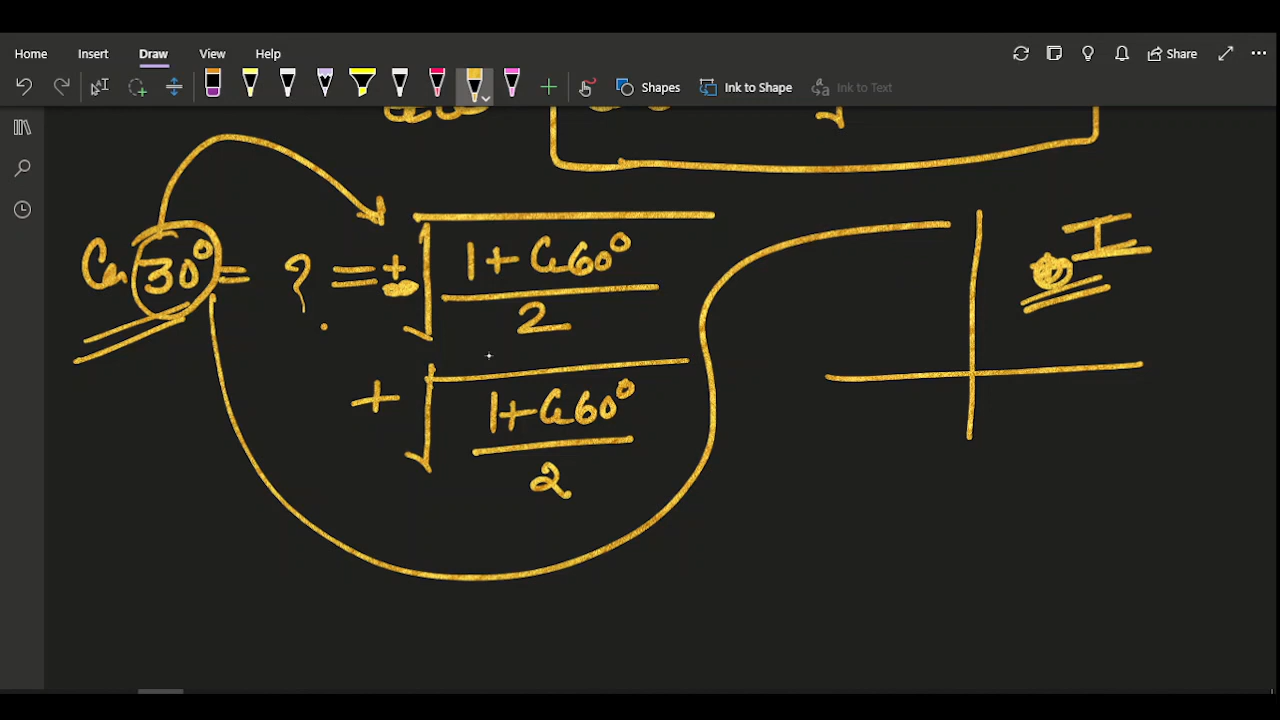 Home Insert Draw View Help
Share
Shapes Ink to Shape Ink to Text
Cos 30° = ? = ± √ 1 + Cos 60° / 2
+ √ 1 + Cos 60° / 2
I